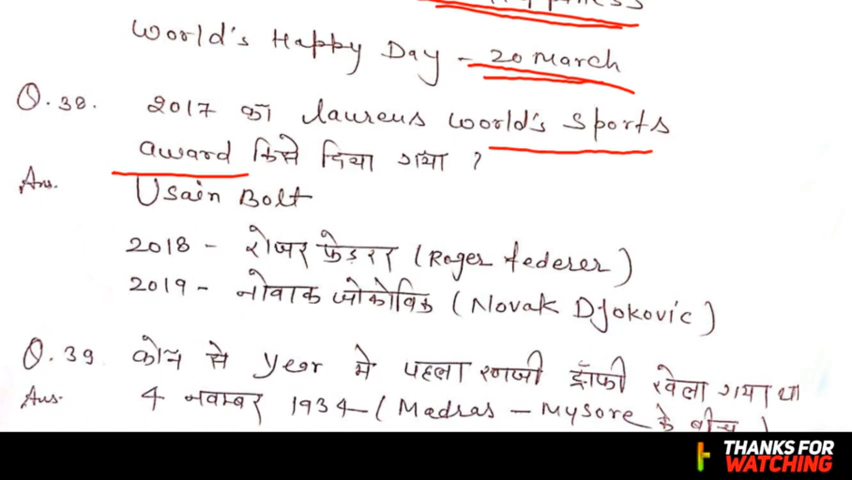 World's Happy Day - 20 March
Q.38. 2017 का laureus world's sports
award किसे दिया गया ?
Ans. Usain Bolt
2018 - रोजर फेडरर (Roger federer)
2019 - नोवाक जोकोविक (Novak Djokovic)
Q.39 कौन से year मे पहला रणजी ट्रॉफी खेला गया था
Ans. 4 नवम्बर 1934 - (Madras - Mysore के बीच)
THANKS FOR
WATCHING